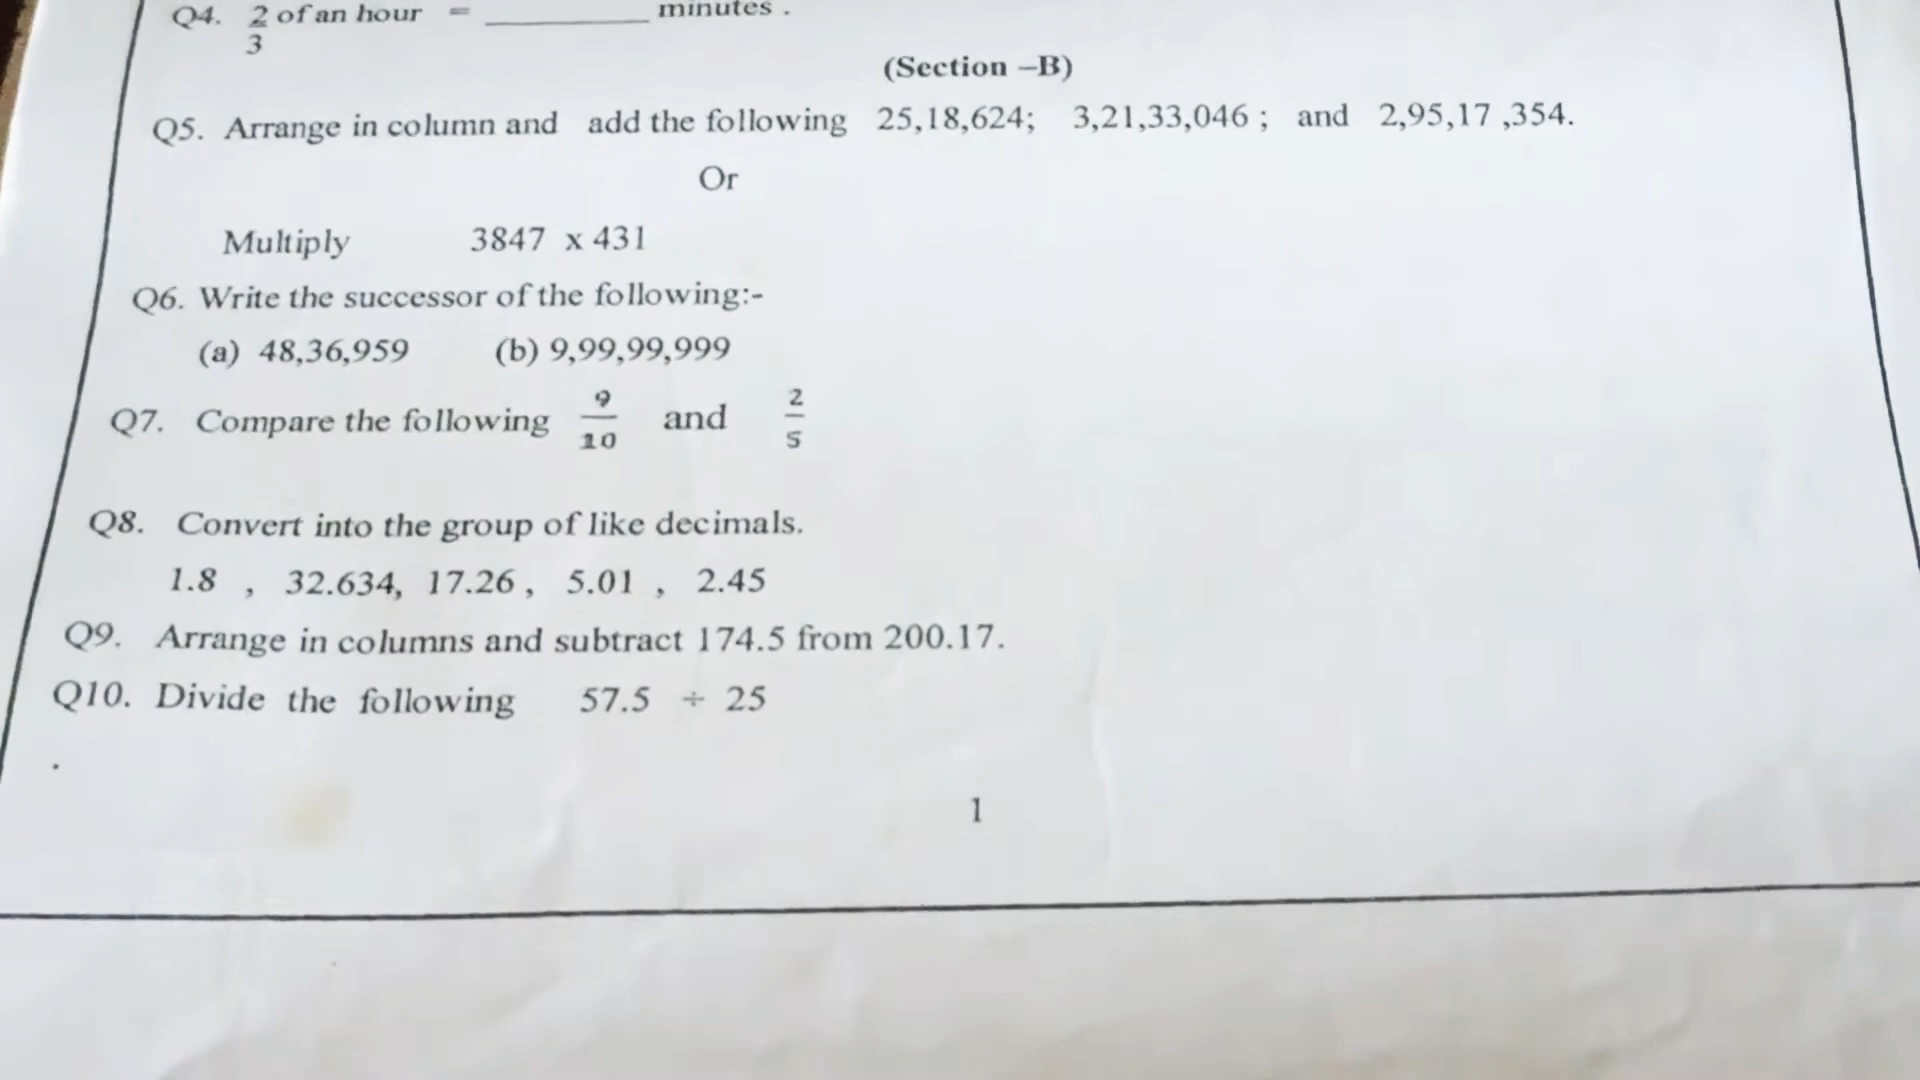 Q4. 2/3 of an hour = __________ minutes .
(Section –B)
Q5. Arrange in column and add the following 25,18,624; 3,21,33,046 ; and 2,95,17 ,354.
Or
Multiply 3847 x 431
Q6. Write the successor of the following:-
(a) 48,36,959 (b) 9,99,99,999
Q7. Compare the following 9/10 and 2/5
Q8. Convert into the group of like decimals.
1.8 , 32.634, 17.26 , 5.01 , 2.45
Q9. Arrange in columns and subtract 174.5 from 200.17.
Q10. Divide the following 57.5 ÷ 25
1